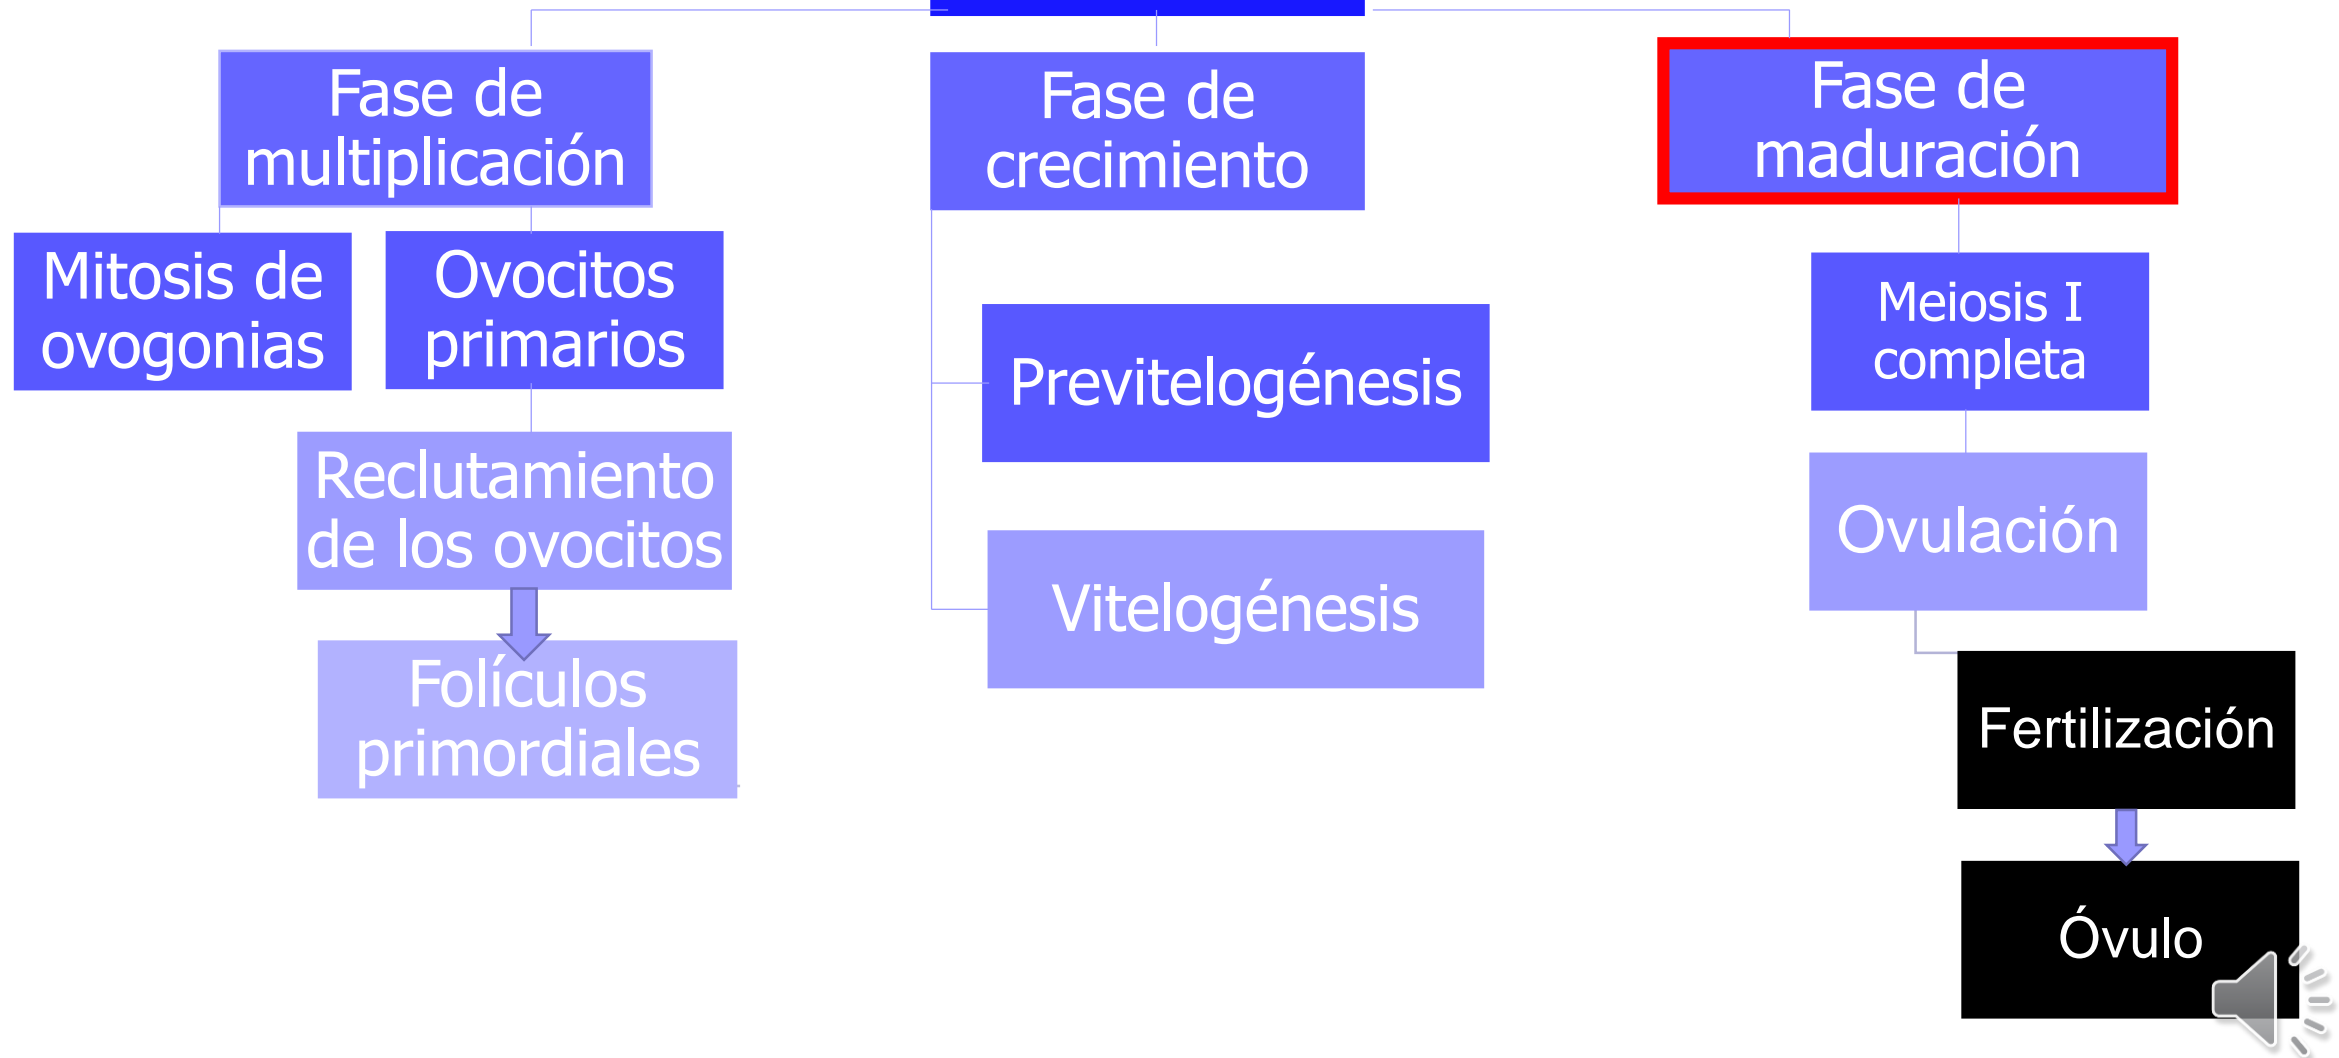 Fase de
multiplicación
Mitosis de
ovogonias
Ovocitos
primarios
Reclutamiento
de los ovocitos
Folículos
primordiales
Fase de
crecimiento
Previtelogénesis
Vitelogénesis
Fase de
maduración
Meiosis I
completa
Ovulación
Fertilización
Óvulo